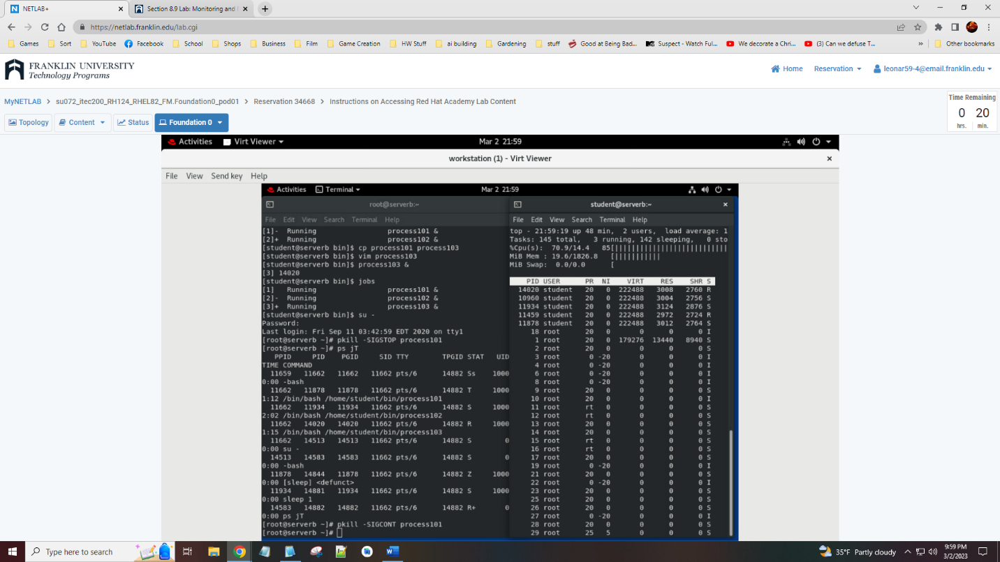 NETLAB+
Section 8.9 Lab: Monitoring and
https://netlab.franklin.edu/lab.cgi
Games Sort YouTube Facebook School Shops Business Film Game Creation HW Stuff ai building Gardening stuff Good at Being Bad... Suspect - Watch Ful... We decorate a Chri... (3) Can we defuse T... » Other bookmarks
FRANKLIN UNIVERSITY
Technology Programs
Home Reservation leonar59-4@email.franklin.edu
MyNETLAB > su072_itec200_RH124_RHEL82_FM.Foundation0_pod01 > Reservation 34668 > Instructions on Accessing Red Hat Academy Lab Content
Time Remaining
0 20
hrs. min.
Topology Content Status Foundation 0
Activities Virt Viewer Mar 2 21:59
workstation (1) - Virt Viewer
File View Send key Help
Activities Terminal Mar 2 21:59
root@serverb:~
File Edit View Search Terminal Help
[1]- Running process101 &
[2]+ Running process102 &
[student@serverb bin]$ cp process101 process103
[student@serverb bin]$ vim process103
[student@serverb bin]$ process103 &
[3] 14020
[student@serverb bin]$ jobs
[1] Running process101 &
[2]- Running process102 &
[3]+ Running process103 &
[student@serverb bin]$ su -
Password:
Last login: Fri Sep 11 03:42:59 EDT 2020 on tty1
[root@serverb ~]# pkill -SIGSTOP process101
[root@serverb ~]# ps jT
PPID PID PGID SID TTY TPGID STAT UID
TIME COMMAND
11659 11662 11662 11662 pts/6 14882 Ss 1000
0:00 -bash
11662 11878 11878 11662 pts/6 14882 T 1000
1:12 /bin/bash /home/student/bin/process101
11662 11934 11934 11662 pts/6 14882 S 1000
2:02 /bin/bash /home/student/bin/process102
11662 14020 14020 11662 pts/6 14882 R 1000
1:15 /bin/bash /home/student/bin/process103
11662 14513 14513 11662 pts/6 14882 S 0
0:00 su -
14513 14583 14583 11662 pts/6 14882 S 0
0:00 -bash
11878 14844 11878 11662 pts/6 14882 Z 1000
0:00 [sleep] <defunct>
11934 14881 11934 11662 pts/6 14882 S 1000
0:00 sleep 1
14583 14882 14882 11662 pts/6 14882 R+ 0
0:00 ps jT
[root@serverb ~]# pkill -SIGCONT process101
[root@serverb ~]#
student@serverb:~
File Edit View Search Terminal Help
top - 21:59:19 up 48 min, 2 users, load average: 1
Tasks: 145 total, 3 running, 142 sleeping, 0 sto
%Cpu(s): 70.9/14.4 85[||||||||||||||||||||||||||||
MiB Mem : 19.6/1826.8 [|||||||||||
MiB Swap: 0.0/0.0 [
PID USER PR NI VIRT RES SHR S
14020 student 20 0 222488 3008 2760 R
10960 student 20 0 222488 3004 2756 S
11934 student 20 0 222488 3124 2876 S
11459 student 20 0 222488 2972 2724 R
11878 student 20 0 222488 3012 2764 S
18 root 20 0 0 0 0 I
1 root 20 0 179276 13440 8940 S
2 root 20 0 0 0 0 S
3 root 0 -20 0 0 0 I
4 root 0 -20 0 0 0 I
6 root 0 -20 0 0 0 I
8 root 0 -20 0 0 0 I
9 root 20 0 0 0 0 S
10 root 20 0 0 0 0 I
11 root rt 0 0 0 0 S
12 root rt 0 0 0 0 S
13 root 20 0 0 0 0 S
14 root 20 0 0 0 0 S
15 root rt 0 0 0 0 S
16 root rt 0 0 0 0 S
17 root 20 0 0 0 0 S
19 root 0 -20 0 0 0 I
21 root 20 0 0 0 0 S
22 root 0 -20 0 0 0 I
23 root 20 0 0 0 0 S
25 root 20 0 0 0 0 S
26 root 20 0 0 0 0 S
27 root 0 -20 0 0 0 I
28 root 20 0 0 0 0 S
29 root 25 5 0 0 0 S
Type here to search
35°F Partly cloudy
9:59 PM
3/2/2023